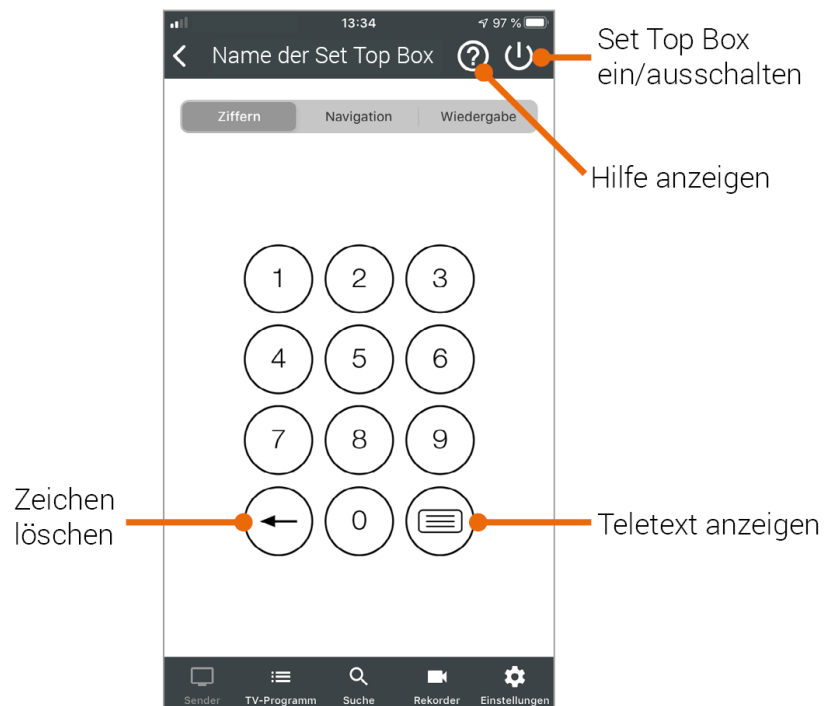 13:34
97 %
Name der Set Top Box
Set Top Box
ein/ausschalten
Ziffern Navigation Wiedergabe
Hilfe anzeigen
1 2 3
4 5 6
7 8 9
Zeichen
löschen
0
Teletext anzeigen
Sender TV-Programm Suche Rekorder Einstellungen